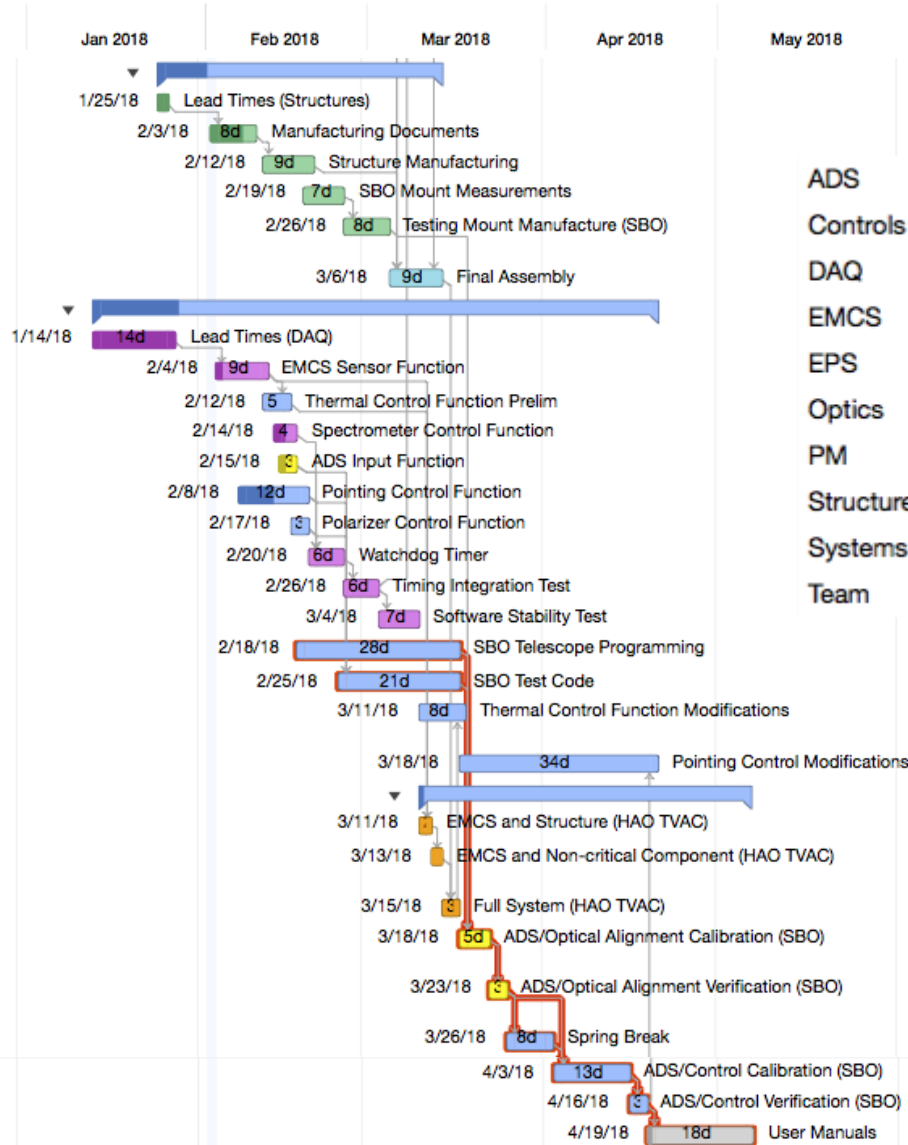 Jan 2018 Feb 2018 Mar 2018 Apr 2018 May 2018
1/25/18 Lead Times (Structures)
2/3/18 8d Manufacturing Documents
2/12/18 9d Structure Manufacturing
2/19/18 7d SBO Mount Measurements
2/26/18 8d Testing Mount Manufacture (SBO)
3/6/18 9d Final Assembly
1/14/18 14d Lead Times (DAQ)
2/4/18 9d EMCS Sensor Function
2/12/18 5 Thermal Control Function Prelim
2/14/18 4 Spectrometer Control Function
2/15/18 3 ADS Input Function
2/8/18 12d Pointing Control Function
2/17/18 3 Polarizer Control Function
2/20/18 6d Watchdog Timer
2/26/18 6d Timing Integration Test
3/4/18 7d Software Stability Test
2/18/18 28d SBO Telescope Programming
2/25/18 21d SBO Test Code
3/11/18 8d Thermal Control Function Modifications
3/18/18 34d Pointing Control Modifications
3/11/18 EMCS and Structure (HAO TVAC)
3/13/18 EMCS and Non-critical Component (HAO TVAC)
3/15/18 3 Full System (HAO TVAC)
3/18/18 5d ADS/Optical Alignment Calibration (SBO)
3/23/18 3 ADS/Optical Alignment Verification (SBO)
3/26/18 8d Spring Break
4/3/18 13d ADS/Control Calibration (SBO)
4/16/18 3 ADS/Control Verification (SBO)
4/19/18 18d User Manuals
ADS
Controls
DAQ
EMCS
EPS
Optics
PM
Structure
Systems
Team